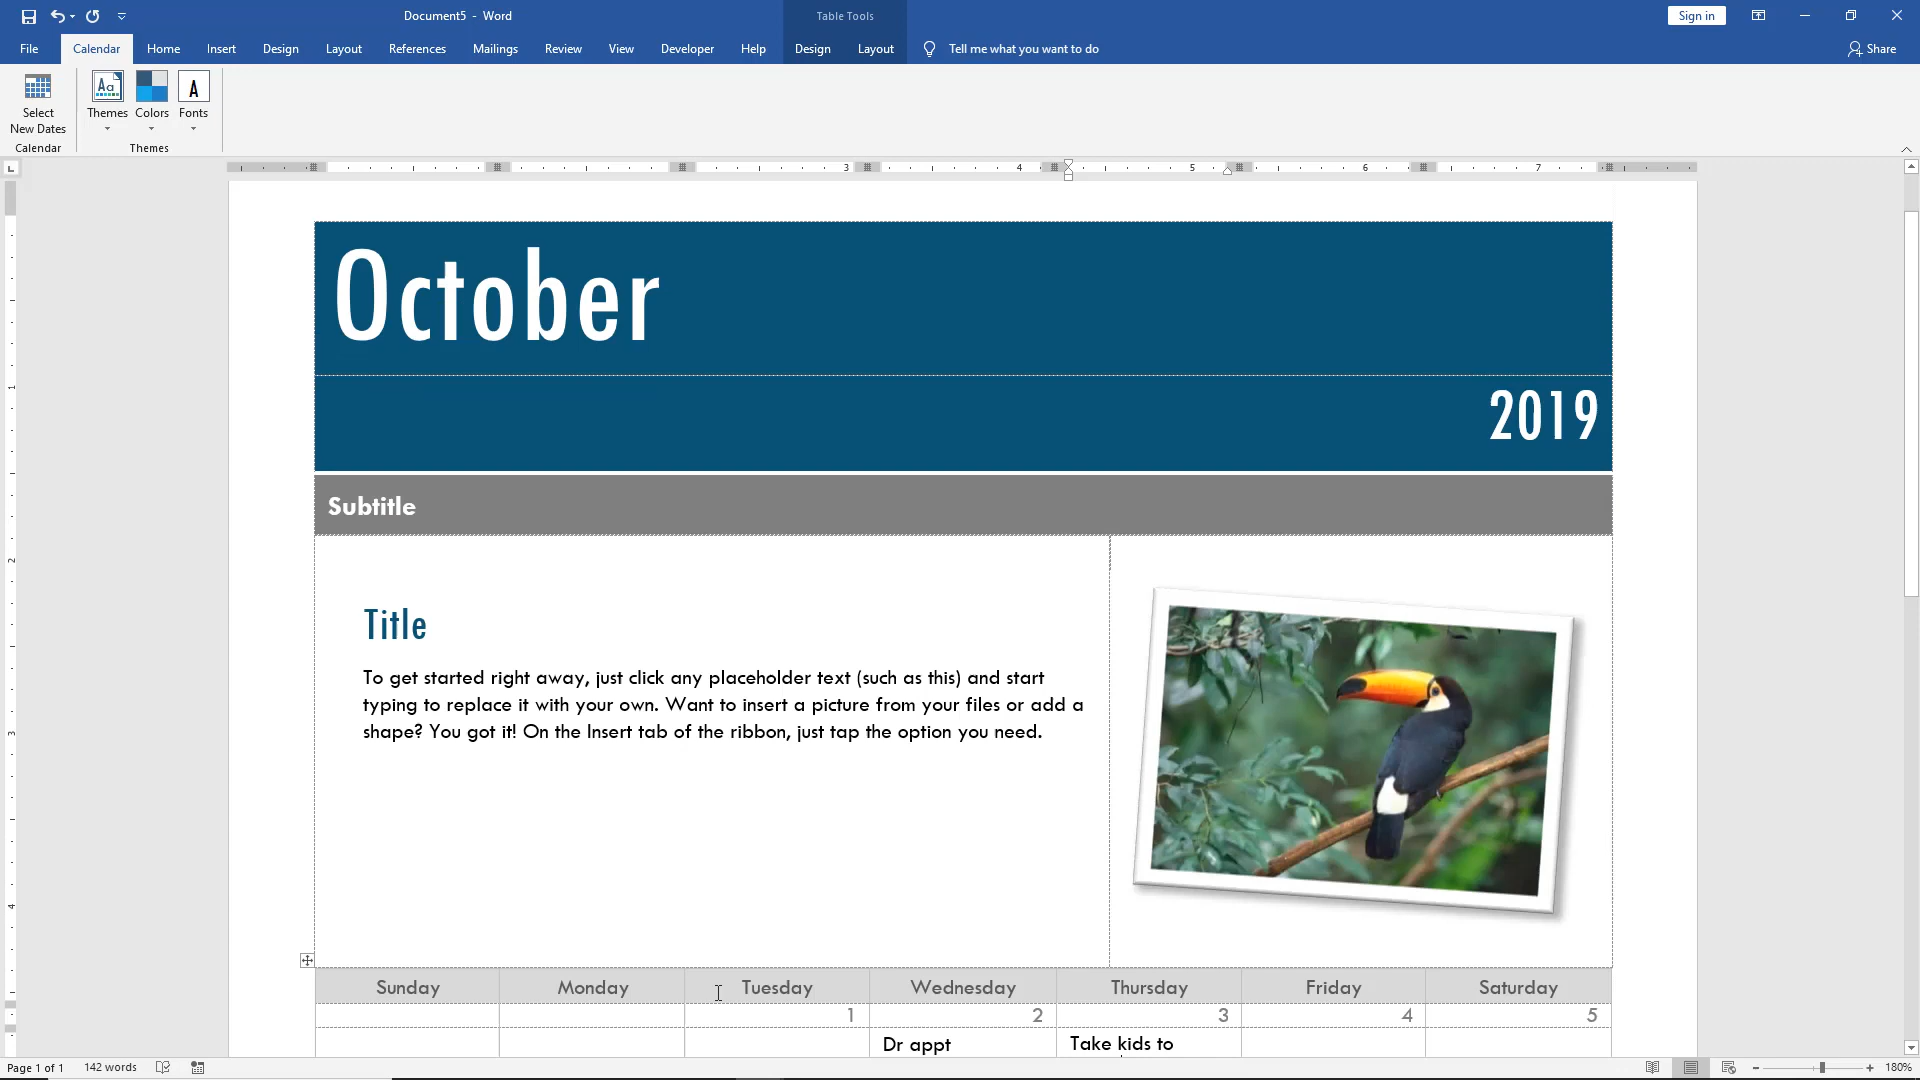 Document5 - Word
Table Tools
Sign in
File Calendar Home Insert Design Layout References Mailings Review View Developer Help Design Layout Tell me what you want to do Share
Select New Dates
Themes Colors Fonts
Calendar Themes
3 4 5 6 7
October
2019
Subtitle
Title
To get started right away, just click any placeholder text (such as this) and start
typing to replace it with your own. Want to insert a picture from your files or add a
shape? You got it! On the Insert tab of the ribbon, just tap the option you need.
Sunday Monday Tuesday Wednesday Thursday Friday Saturday
1 2 3 4 5
Dr appt Take kids to
Page 1 of 1 142 words 180%